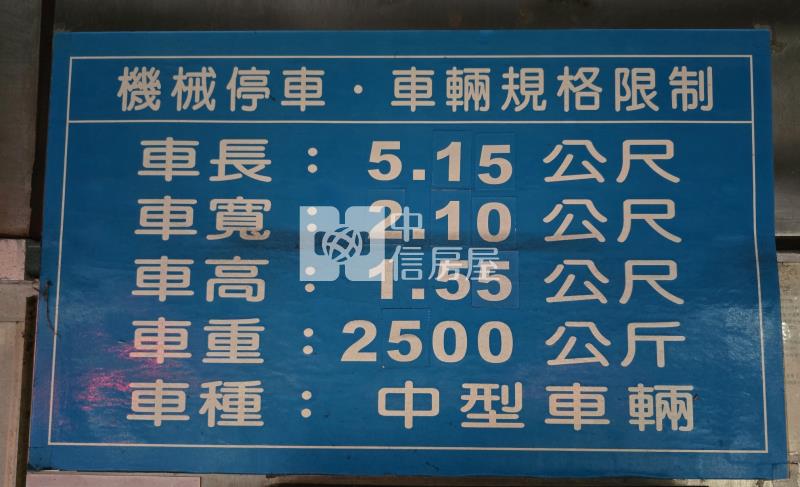 機械停車·車輛規格限制
車長：5.15 公尺
車寬：2.10 公尺
車高：1.55 公尺
車重：2500 公斤
車種：中型車輛
中信房屋